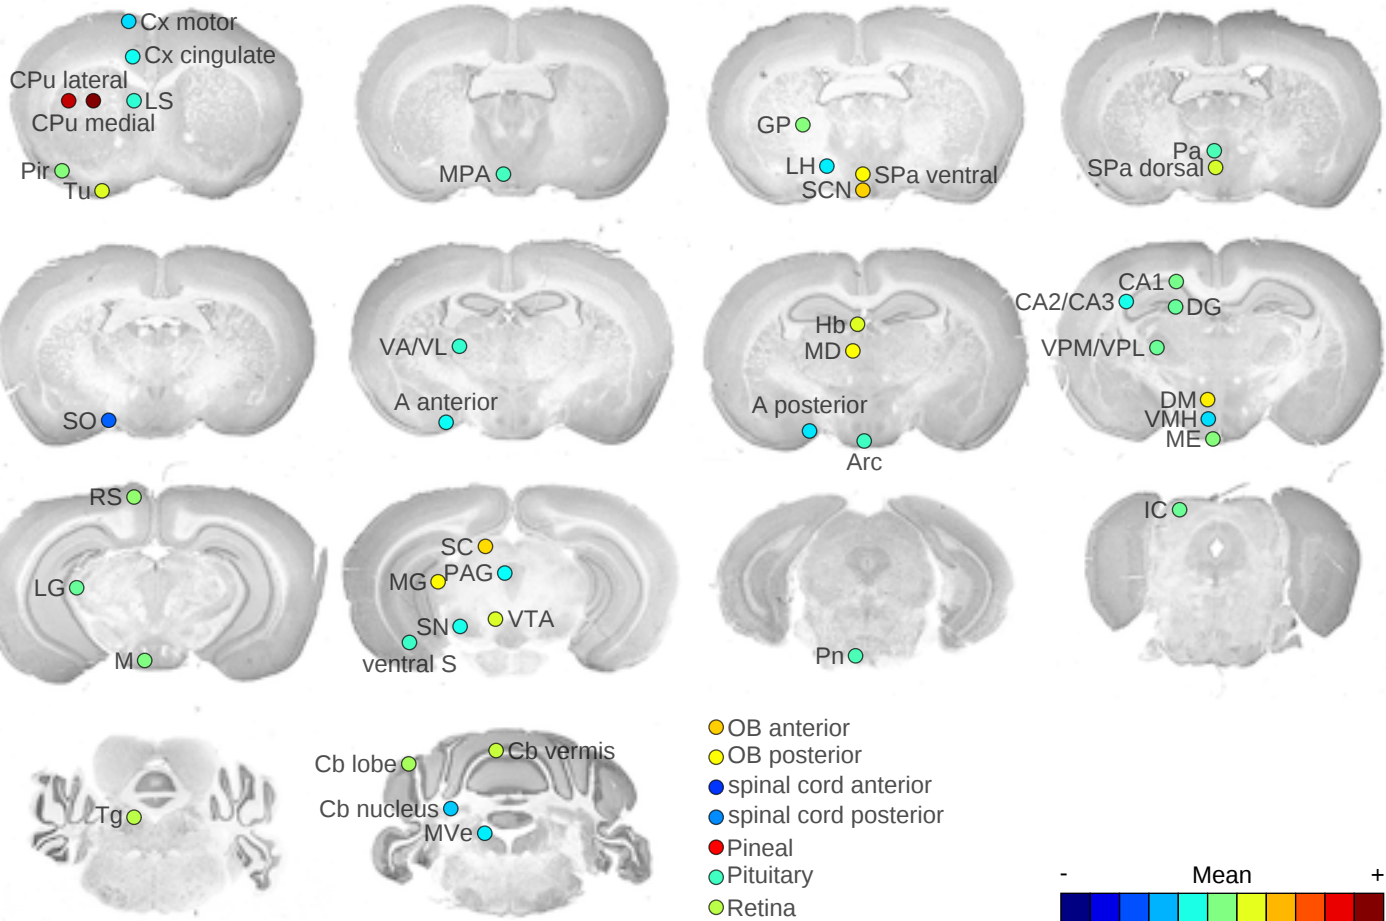 Cx motor
Cx cingulate
CPu lateral
LS
CPu medial
Pir
Tu
MPA
GP
LH
SPa ventral
SCN
Pa
SPa dorsal
SO
VA/VL
A anterior
Hb
MD
A posterior
Arc
CA1
CA2/CA3
DG
VPM/VPL
DM
VMH
ME
RS
LG
M
SC
PAG
MG
VTA
SN
ventral S
Pn
IC
Tg
Cb vermis
Cb lobe
Cb nucleus
MVe
OB anterior
OB posterior
spinal cord anterior
spinal cord posterior
Pineal
Pituitary
Retina
- Mean +